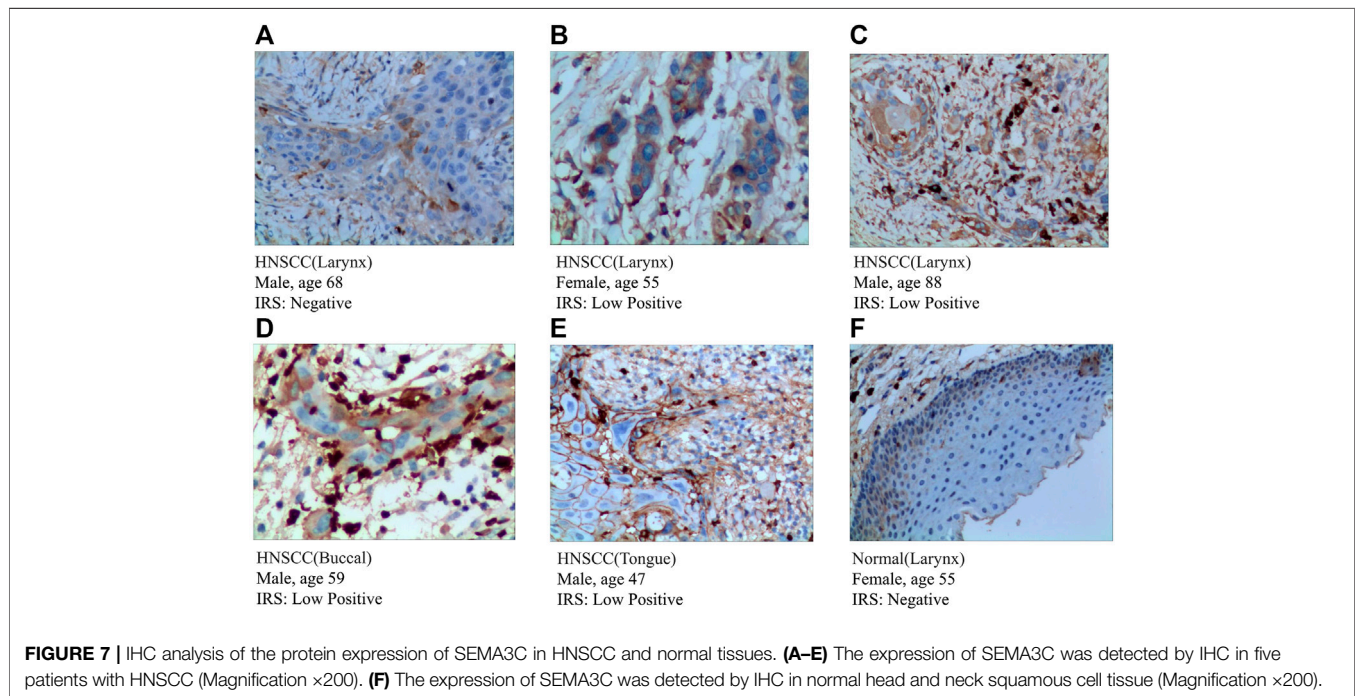 A
HNSCC(Larynx)
Male, age 68
IRS: Negative
B
HNSCC(Larynx)
Female, age 55
IRS: Low Positive
C
HNSCC(Larynx)
Male, age 88
IRS: Low Positive
D
HNSCC(Buccal)
Male, age 59
IRS: Low Positive
E
HNSCC(Tongue)
Male, age 47
IRS: Low Positive
F
Normal(Larynx)
Female, age 55
IRS: Negative
FIGURE 7 | IHC analysis of the protein expression of SEMA3C in HNSCC and normal tissues. (A–E) The expression of SEMA3C was detected by IHC in five
patients with HNSCC (Magnification ×200). (F) The expression of SEMA3C was detected by IHC in normal head and neck squamous cell tissue (Magnification ×200).